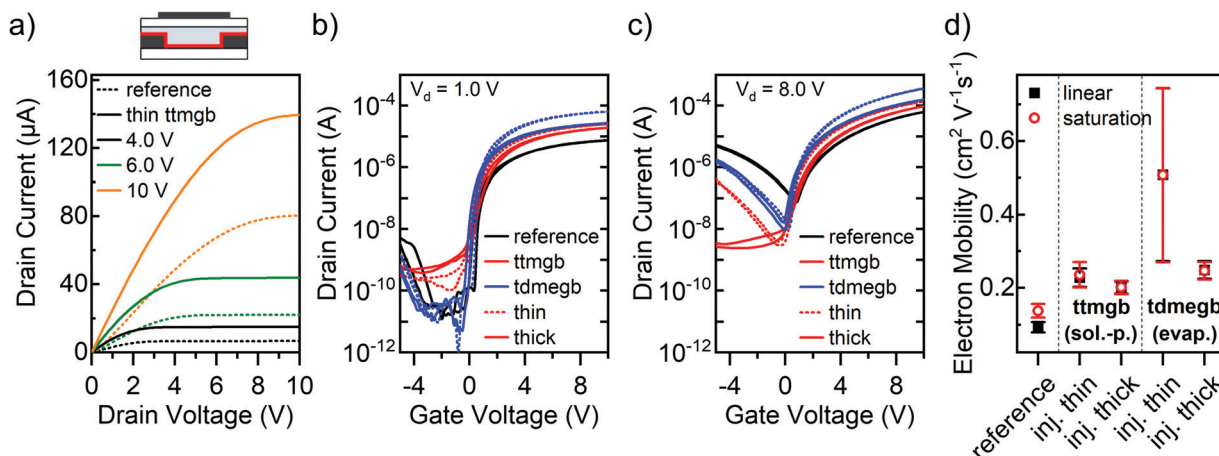 a)
160
120
80
40
0
0
2
4
6
8
10
Drain Current (µA)
Drain Voltage (V)
reference
thin ttmgb
4.0 V
6.0 V
10 V
b)
V_d = 1.0 V
10⁻⁴
10⁻⁶
10⁻⁸
10⁻¹⁰
10⁻¹²
-4
0
4
8
Drain Current (A)
Gate Voltage (V)
reference
ttmgb
tdmegb
thin
thick
c)
V_d = 8.0 V
10⁻⁴
10⁻⁶
10⁻⁸
10⁻¹⁰
10⁻¹²
-4
0
4
8
Drain Current (A)
Gate Voltage (V)
reference
ttmgb
tdmegb
thin
thick
d)
Electron Mobility (cm² V⁻¹s⁻¹)
0.6
0.4
0.2
linear
saturation
ttmgb
(sol.-p.)
tdmegb
(evap.)
reference
inj. thin
inj. thick
inj. thin
inj. thick